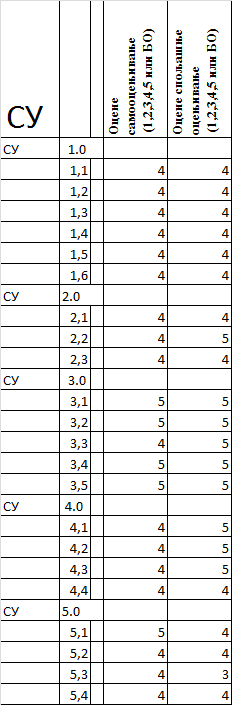 СУ
Оцене самооцењивање (1,2,3,4,5 или БО)
Оцене спољашње оцењивање (1,2,3,4,5 или БО)
СУ 1.0
1,1 4 4
1,2 4 4
1,3 4 4
1,4 4 4
1,5 4 4
1,6 4 4
СУ 2.0
2,1 4 4
2,2 4 5
2,3 4 4
СУ 3.0
3,1 5 5
3,2 5 5
3,3 4 5
3,4 5 5
3,5 5 5
СУ 4.0
4,1 4 5
4,2 4 5
4,3 4 5
4,4 4 4
СУ 5.0
5,1 5 4
5,2 4 4
5,3 4 3
5,4 4 4